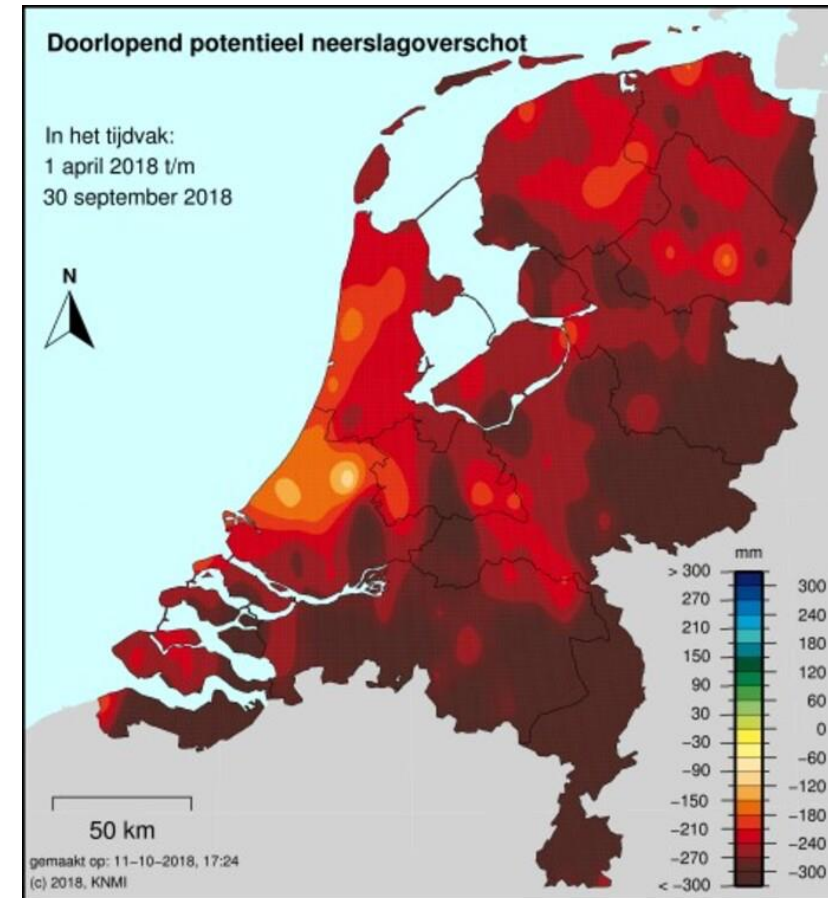 Doorlopend potentieel neerslagoverschot
In het tijdvak:
1 april 2018 t/m
30 september 2018
N
mm
> 300
300
270
240
210
180
150
120
90
60
30
0
−30
−60
−90
−120
−150
−180
−210
−240
−270
−300
< −300
50 km
gemaakt op: 11−10−2018, 17:24
(c) 2018, KNMI